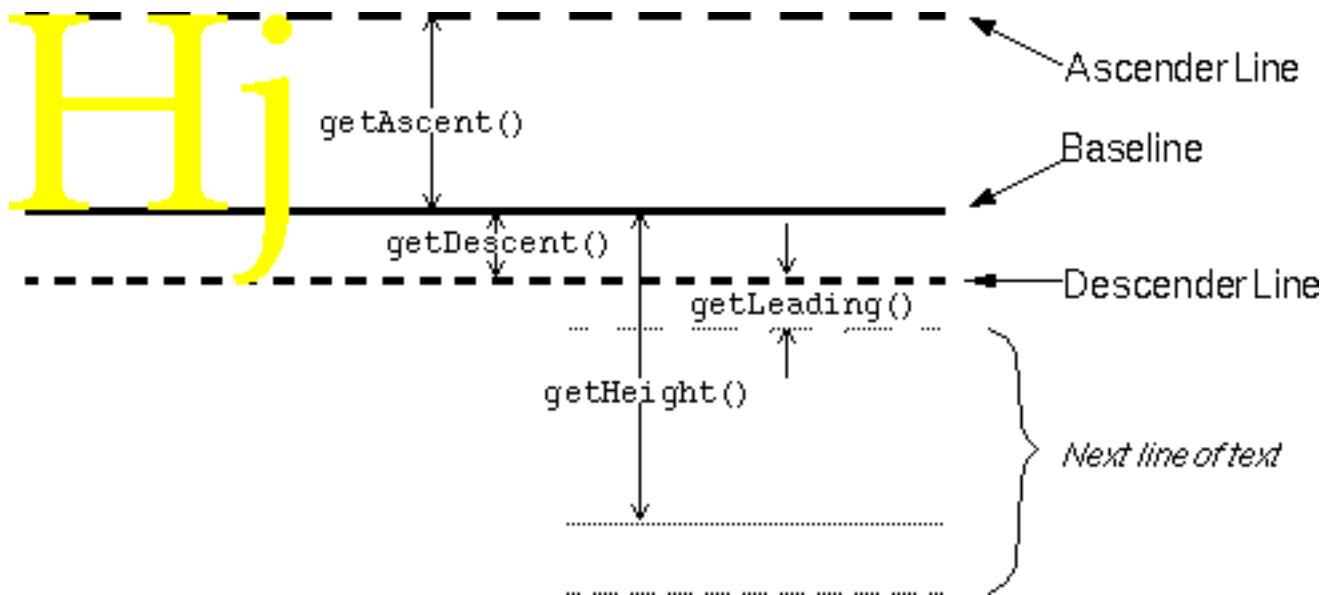 Hj
Ascender Line
getAscent()
Baseline
getDescent()
Descender Line
getLeading()
getHeight()
Next line of text